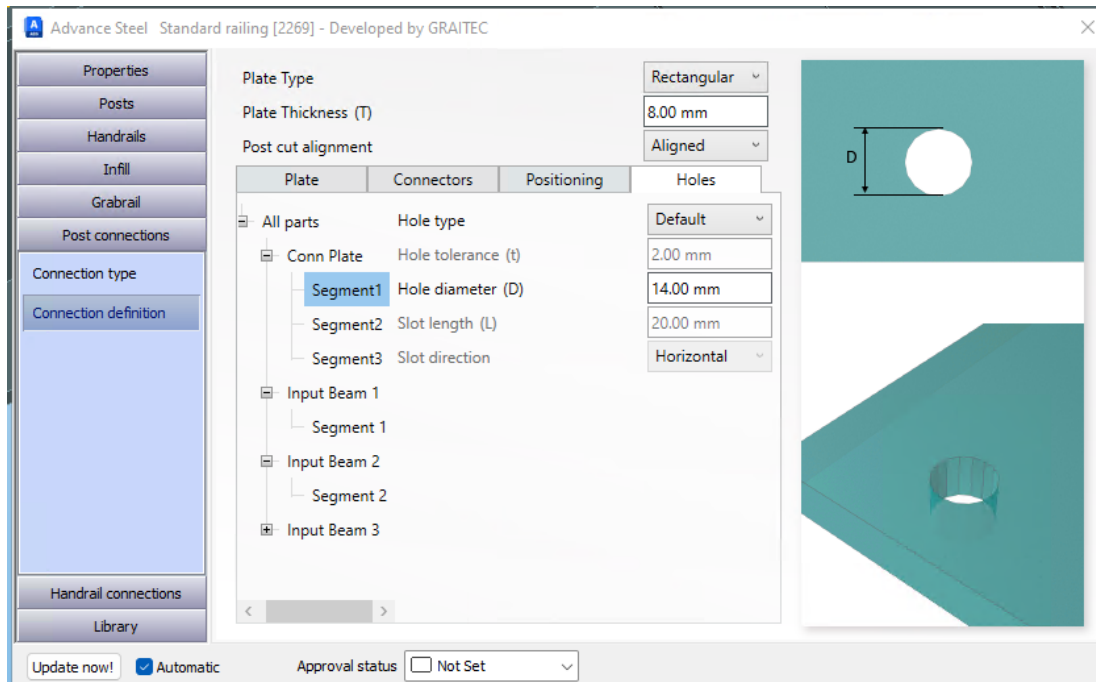 Advance Steel Standard railing [2269] - Developed by GRAITEC
Properties
Posts
Handrails
Infill
Grabrail
Post connections
Connection type
Connection definition
Handrail connections
Library
Plate Type Rectangular
Plate Thickness (T) 8.00 mm
Post cut alignment Aligned
Plate Connectors Positioning Holes
All parts Hole type Default
Conn Plate Hole tolerance (t) 2.00 mm
Segment1 Hole diameter (D) 14.00 mm
Segment2 Slot length (L) 20.00 mm
Segment3 Slot direction Horizontal
Input Beam 1
Segment 1
Input Beam 2
Segment 2
Input Beam 3
D
Update now! Automatic Approval status Not Set